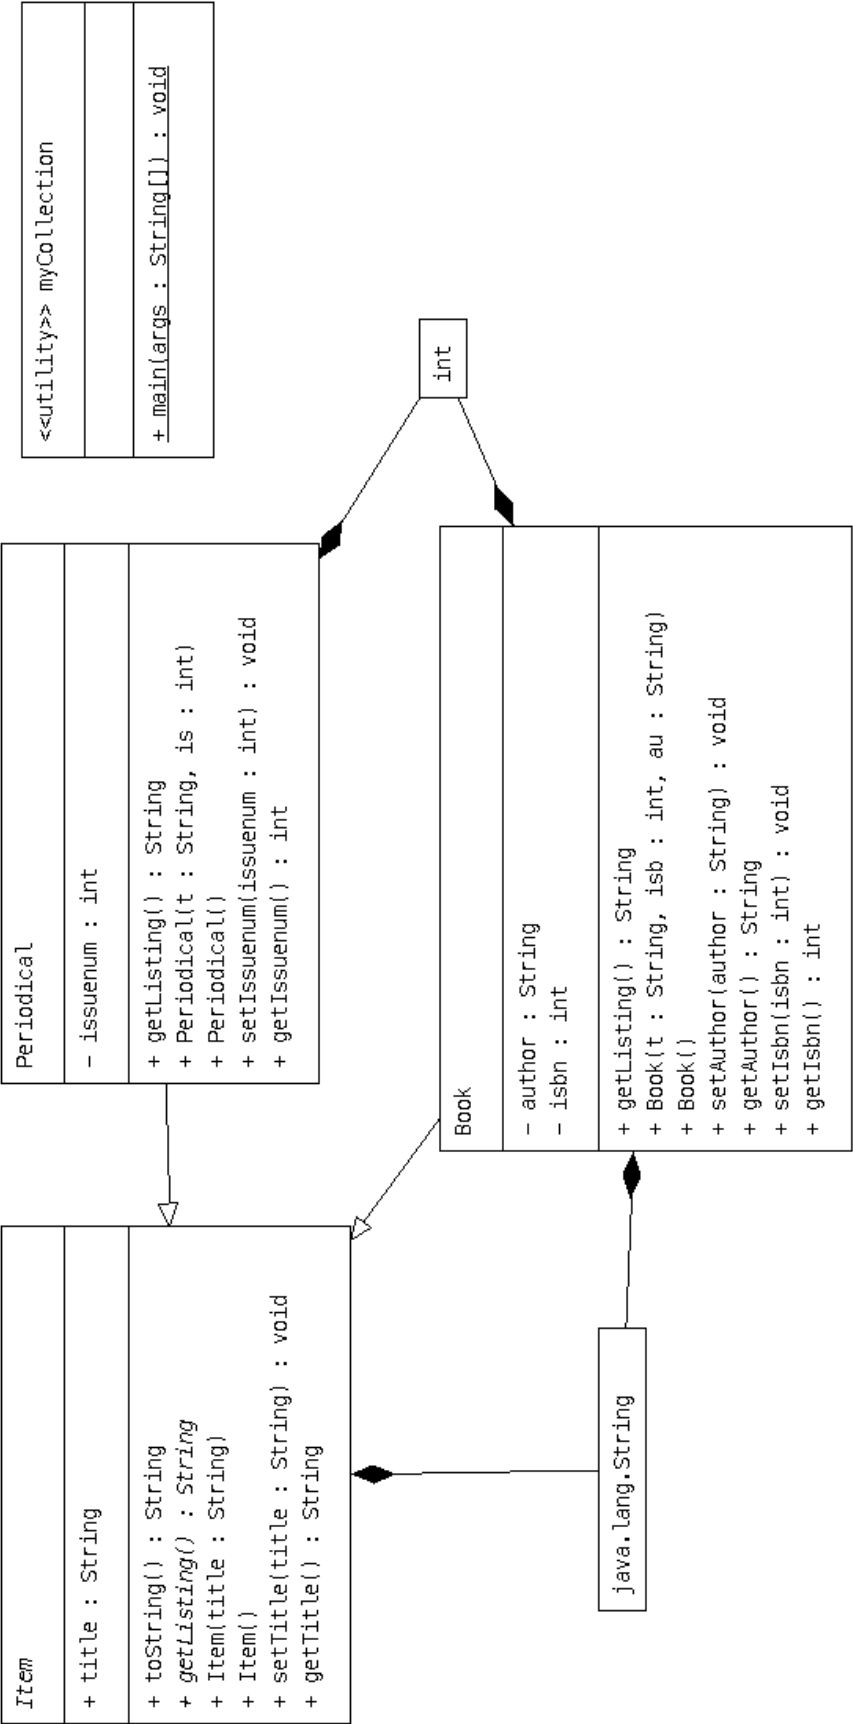 Item
+ title : String
+ toString() : String
+ getListing() : String
+ Item(title : String)
+ Item()
+ setTitle(title : String) : void
+ getTitle() : String
Periodical
- issuenum : int
+ getListing() : String
+ Periodical(t : String, is : int)
+ Periodical()
+ setIssuenum(issuenum : int) : void
+ getIssuenum() : int
<<utility>> myCollection
+ main(args : String[]) : void
java.lang.String
Book
- author : String
- isbn : int
+ getListing() : String
+ Book(t : String, isb : int, au : String)
+ Book()
+ setAuthor(author : String) : void
+ getAuthor() : String
+ setIsbn(isbn : int) : void
+ getIsbn() : int
int